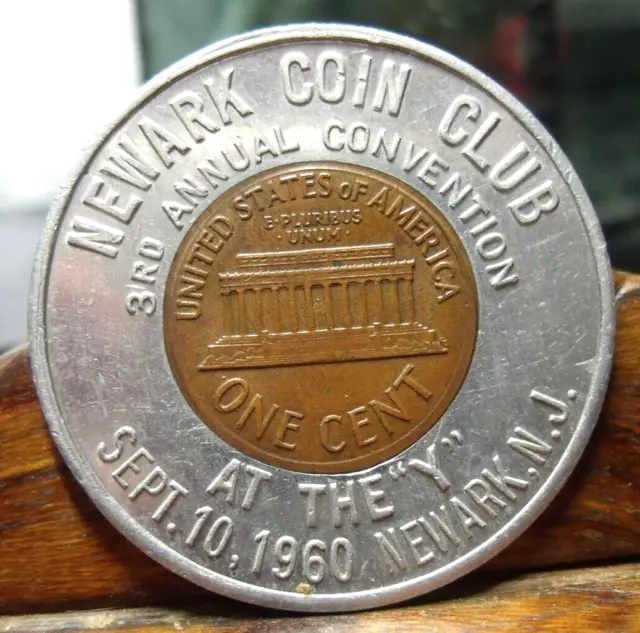 NEWARK COIN CLUB
3RD ANNUAL CONVENTION
UNITED STATES OF AMERICA
E·PLURIBUS
·UNUM·
ONE CENT
AT THE "Y"
SEPT. 10, 1960 NEWARK, N.J.